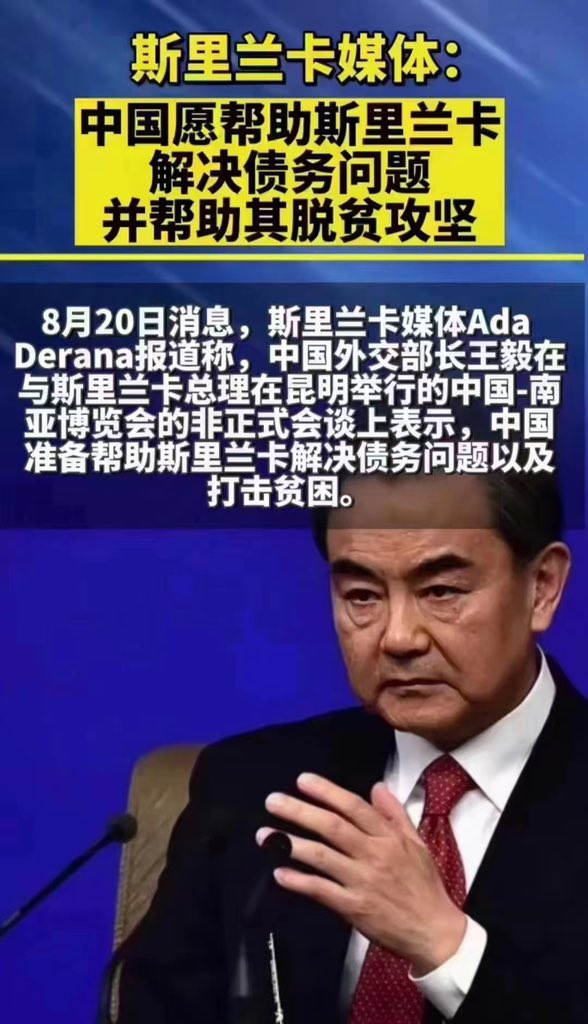 斯里兰卡媒体：
中国愿帮助斯里兰卡
解决债务问题
并帮助其脱贫攻坚
8月20日消息，斯里兰卡媒体Ada
Derana报道称，中国外交部长王毅在
与斯里兰卡总理在昆明举行的中国-南
亚博览会的非正式会谈上表示，中国
准备帮助斯里兰卡解决债务问题以及
打击贫困。